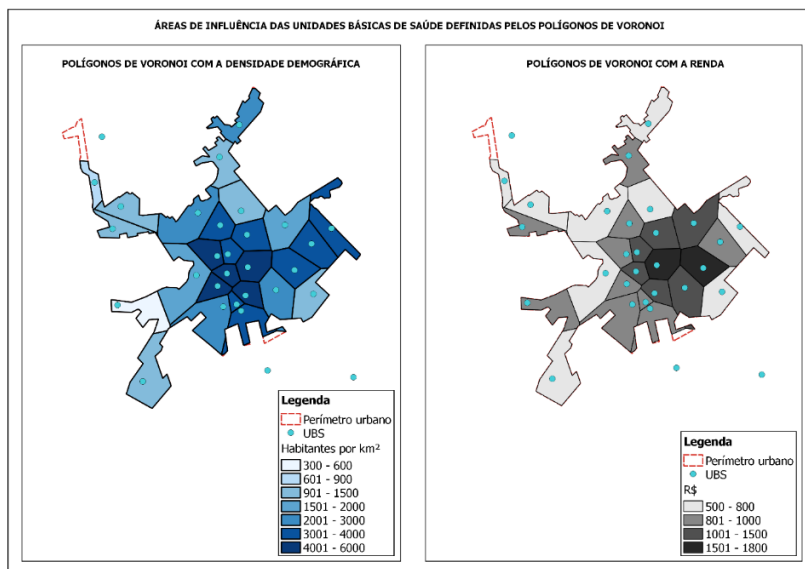 ÁREAS DE INFLUÊNCIA DAS UNIDADES BÁSICAS DE SAÚDE DEFINIDAS PELOS POLÍGONOS DE VORONOI
POLÍGONOS DE VORONOI COM A DENSIDADE DEMOGRÁFICA
Legenda
Perímetro urbano
UBS
Habitantes por km²
300 - 600
601 - 900
901 - 1500
1501 - 2000
2001 - 3000
3001 - 4000
4001 - 6000
POLÍGONOS DE VORONOI COM A RENDA
Legenda
Perímetro urbano
UBS
R$
500 - 800
801 - 1000
1001 - 1500
1501 - 1800